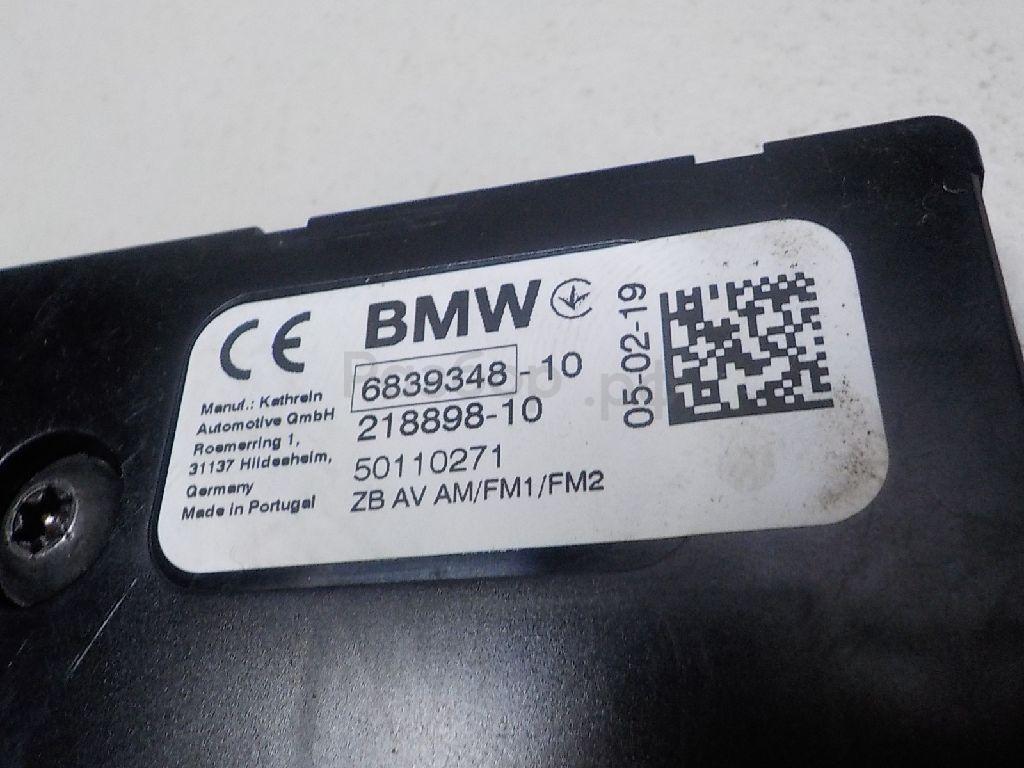 CE
BMW
6839348-10
218898-10
50110271
ZB AV AM/FM1/FM2
Manuf.: Kathrein
Automotive GmbH
Roemerring 1,
31137 Hildesheim,
Germany
Made in Portugal
05-02-19